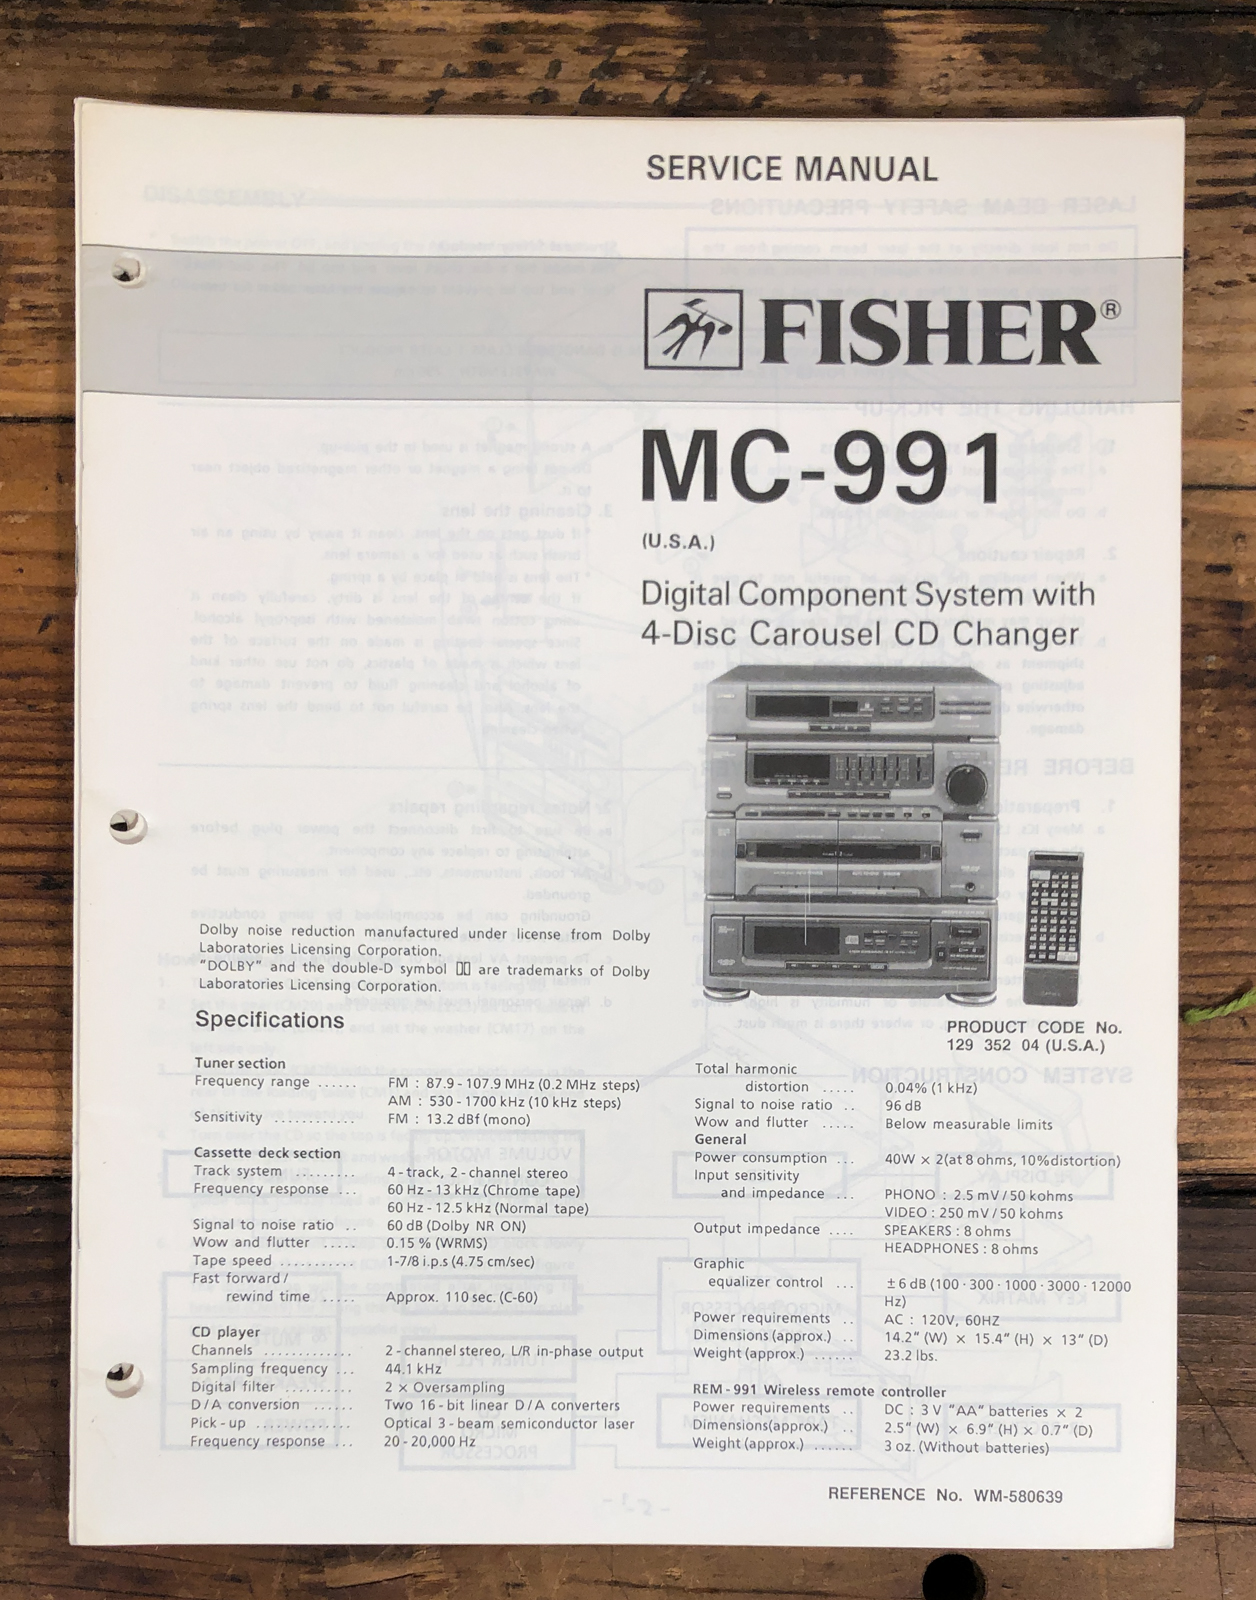 SERVICE MANUAL
FISHER®
MC-991
(U.S.A.)
Digital Component System with
4-Disc Carousel CD Changer
Dolby noise reduction manufactured under license from Dolby
Laboratories Licensing Corporation.
"DOLBY" and the double-D symbol ▯▯ are trademarks of Dolby
Laboratories Licensing Corporation.
PRODUCT CODE No.
129 352 04 (U.S.A.)
Specifications
Tuner section
Frequency range ...... FM : 87.9 - 107.9 MHz (0.2 MHz steps)
AM : 530 - 1700 kHz (10 kHz steps)
Sensitivity ............ FM : 13.2 dBf (mono)
Cassette deck section
Track system ......... 4 - track, 2 - channel stereo
Frequency response ... 60 Hz - 13 kHz (Chrome tape)
60 Hz - 12.5 kHz (Normal tape)
Signal to noise ratio .. 60 dB (Dolby NR ON)
Wow and flutter ..... 0.15 % (WRMS)
Tape speed ........... 1-7/8 i.p.s (4.75 cm/sec)
Fast forward /
rewind time ..... Approx. 110 sec. (C-60)
CD player
Channels ............. 2 - channel stereo, L/R in-phase output
Sampling frequency ... 44.1 kHz
Digital filter .......... 2 × Oversampling
D / A conversion ...... Two 16 - bit linear D / A converters
Pick - up .............. Optical 3 - beam semiconductor laser
Frequency response ... 20 - 20,000 Hz
Total harmonic
distortion ..... 0.04% (1 kHz)
Signal to noise ratio .. 96 dB
Wow and flutter ..... Below measurable limits
General
Power consumption ... 40W × 2(at 8 ohms, 10%distortion)
Input sensitivity
and impedance ... PHONO : 2.5 mV / 50 kohms
VIDEO : 250 mV / 50 kohms
Output impedance .... SPEAKERS : 8 ohms
HEADPHONES : 8 ohms
Graphic
equalizer control ... ± 6 dB (100 · 300 · 1000 · 3000 · 12000
Hz)
Power requirements .. AC : 120V, 60HZ
Dimensions (approx.) .. 14.2" (W) × 15.4" (H) × 13" (D)
Weight (approx.) ...... 23.2 lbs.
REM - 991 Wireless remote controller
Power requirements .. DC : 3 V "AA" batteries × 2
Dimensions(approx.) .. 2.5" (W) × 6.9" (H) × 0.7" (D)
Weight (approx.) ...... 3 oz. (Without batteries)
REFERENCE No. WM-580639